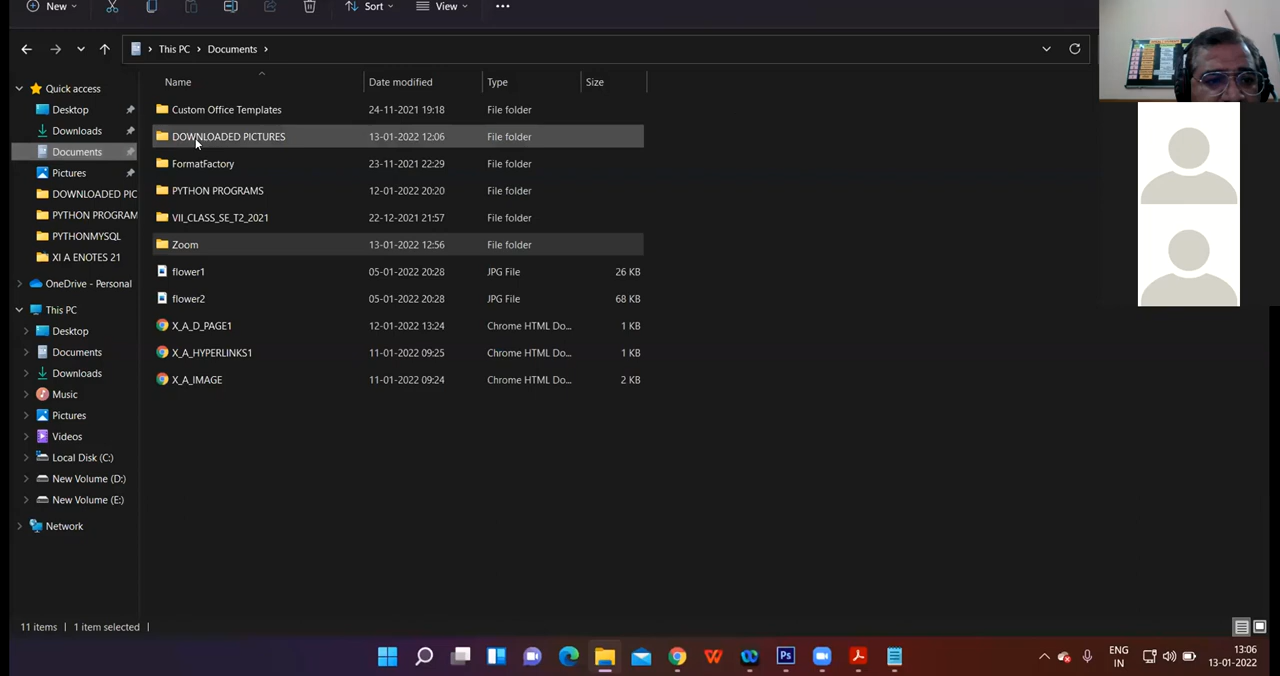 New
Sort
View
This PC > Documents >
Name Date modified Type Size
Quick access
Desktop
Downloads
Documents
Pictures
DOWNLOADED PIC
PYTHON PROGRAM
PYTHONMYSQL
XI A ENOTES 21
OneDrive - Personal
This PC
Desktop
Documents
Downloads
Music
Pictures
Videos
Local Disk (C:)
New Volume (D:)
New Volume (E:)
Network
Custom Office Templates 24-11-2021 19:18 File folder
DOWNLOADED PICTURES 13-01-2022 12:06 File folder
FormatFactory 23-11-2021 22:29 File folder
PYTHON PROGRAMS 12-01-2022 20:20 File folder
VII_CLASS_SE_T2_2021 22-12-2021 21:57 File folder
Zoom 13-01-2022 12:56 File folder
flower1 05-01-2022 20:28 JPG File 26 KB
flower2 05-01-2022 20:28 JPG File 68 KB
X_A_D_PAGE1 12-01-2022 13:24 Chrome HTML Do... 1 KB
X_A_HYPERLINKS1 11-01-2022 09:25 Chrome HTML Do... 1 KB
X_A_IMAGE 11-01-2022 09:24 Chrome HTML Do... 2 KB
11 items | 1 item selected |
Ps
ENG
IN
13:06
13-01-2022